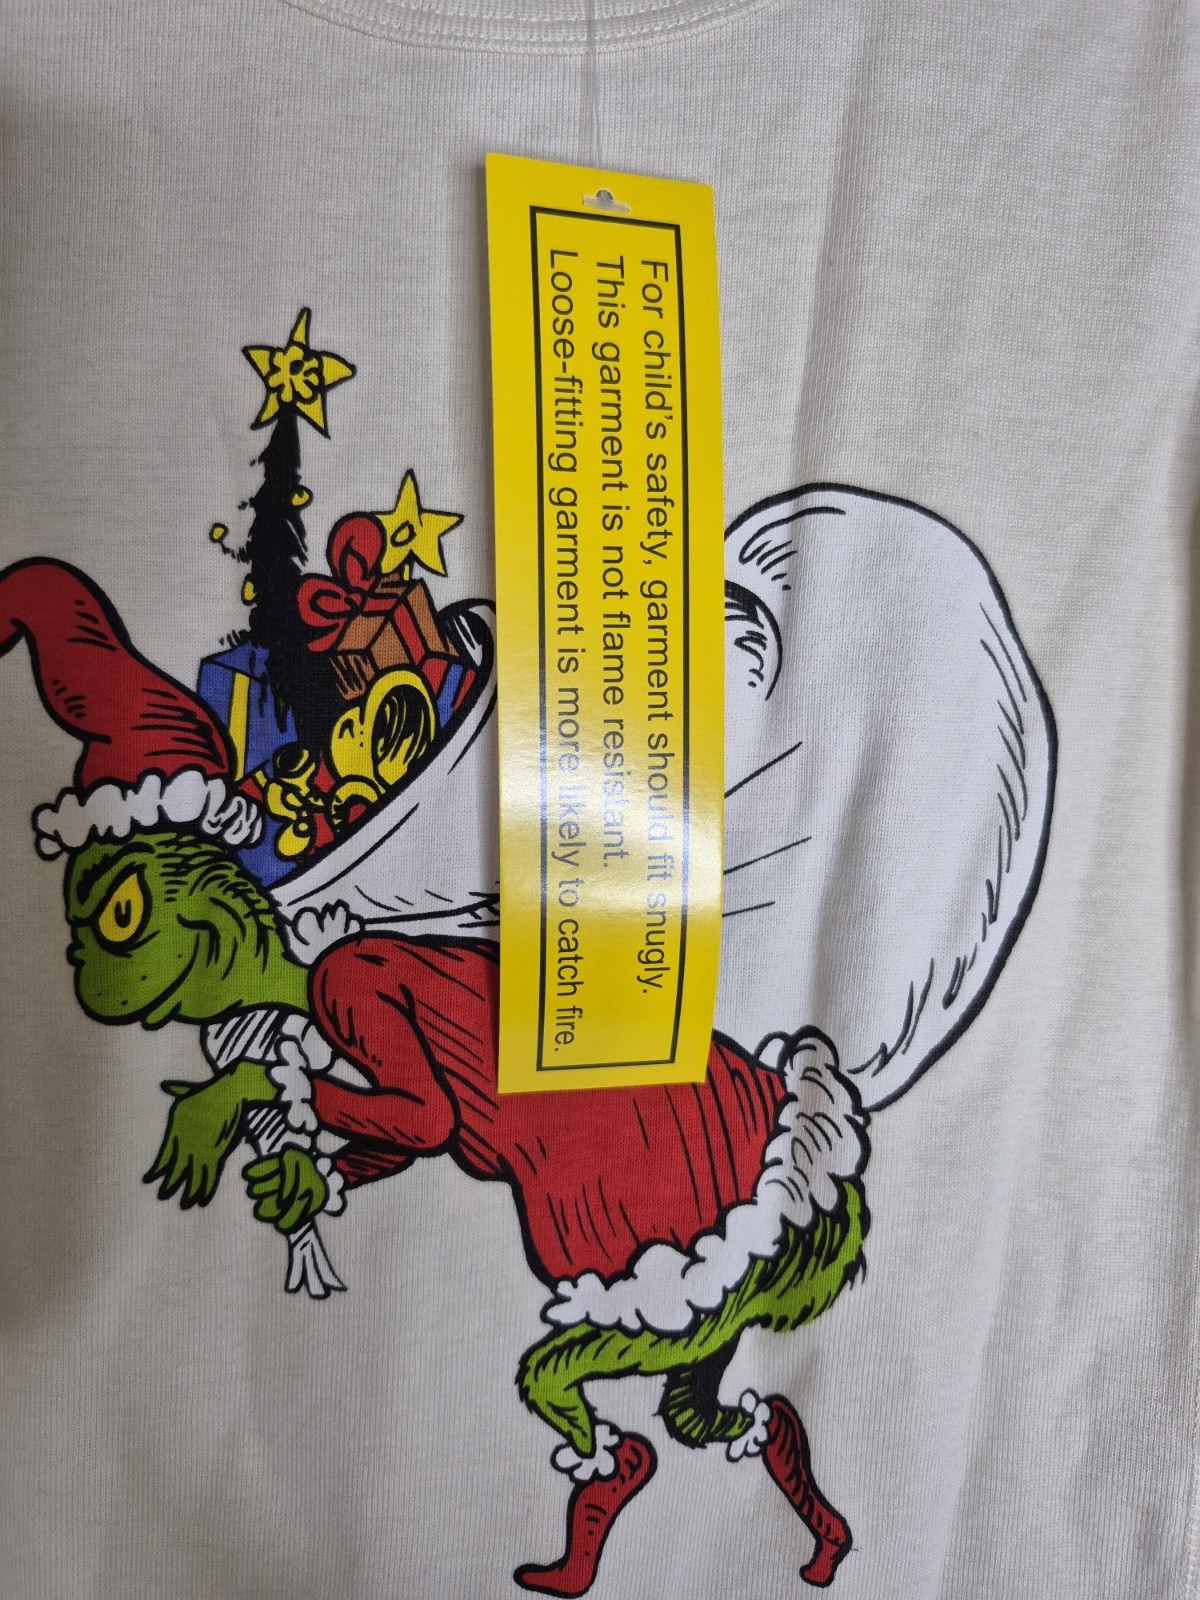 For child's safety, garment should fit snugly.
This garment is not flame resistant.
Loose-fitting garment is more likely to catch fire.